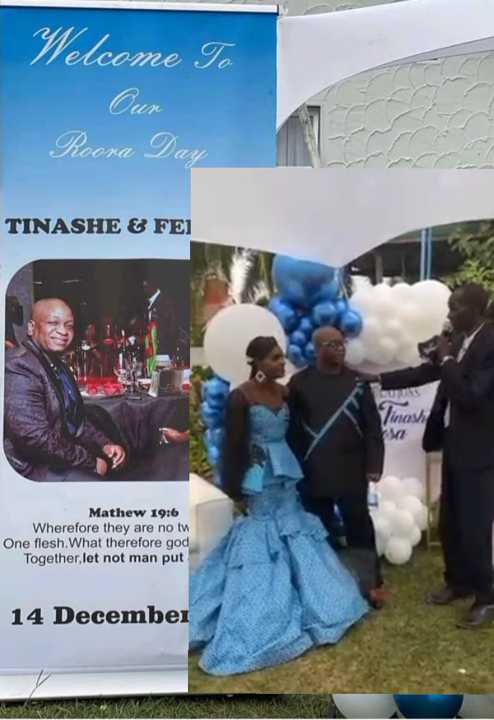 Welcome To
Our
Roora Day
TINASHE & FE
Mathew 19:6
Wherefore they are no tw
One flesh.What therefore god
Together,let not man put
14 December
Tinash